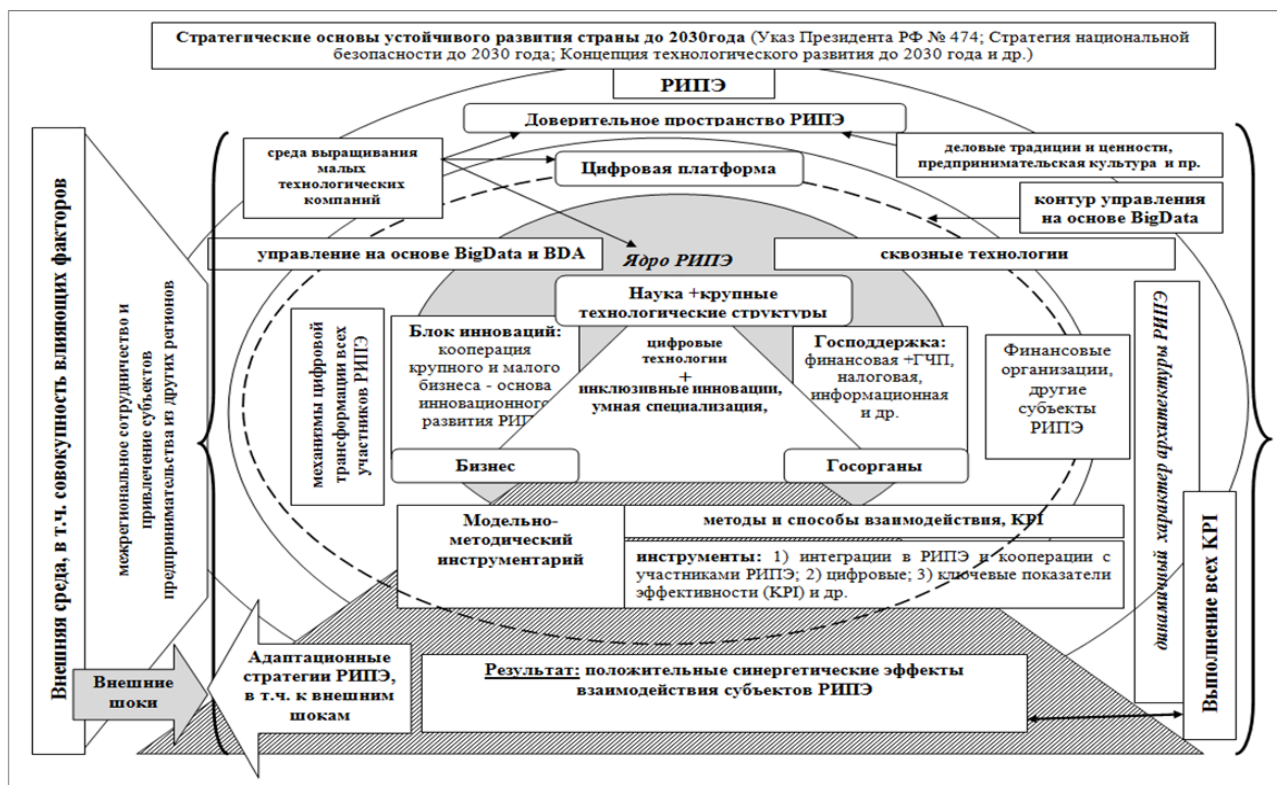 Стратегические основы устойчивого развития страны до 2030года (Указ Президента РФ № 474; Стратегия национальной
безопасности до 2030 года; Концепция технологического развития до 2030 года и др.)
РИПЭ
Доверительное пространство РИПЭ
среда выращивания
малых
технологических
компаний
деловые традиции и ценности,
предпринимательская культура и пр.
Цифровая платформа
контур управления
на основе BigData
управление на основе BigData и BDA
Ядро РИПЭ
сквозные технологии
Внешняя среда, в т.ч. совокупность влияющих факторов
межрегиональное сотрудничество и
привлечение субъектов
предпринимательства из других регионов
Наука +крупные
технологические структуры
механизмы цифровой
трансформации всех
участников РИПЭ
Блок инноваций:
кооперация
крупного и малого
бизнеса - основа
инновационного
развития РИП
цифровые
технологии
+
инклюзивные инновации,
умная специализация,
Господдержка:
финансовая +ГЧП,
налоговая,
информационная
и др.
Финансовые
организации,
другие
субъекты
РИПЭ
открытый характер архитектуры РИПЭ
Бизнес
Госорганы
Модельно-
методический
инструментарий
методы и способы взаимодействия, KPI
инструменты: 1) интеграции в РИПЭ и кооперации с
участниками РИПЭ; 2) цифровые; 3) ключевые показатели
эффективности (KPI) и др.
Выполнение всех KPI
Внешние
шоки
Адаптационные
стратегии РИПЭ,
в т.ч. к внешним
шокам
Результат: положительные синергетические эффекты
взаимодействия субъектов РИПЭ